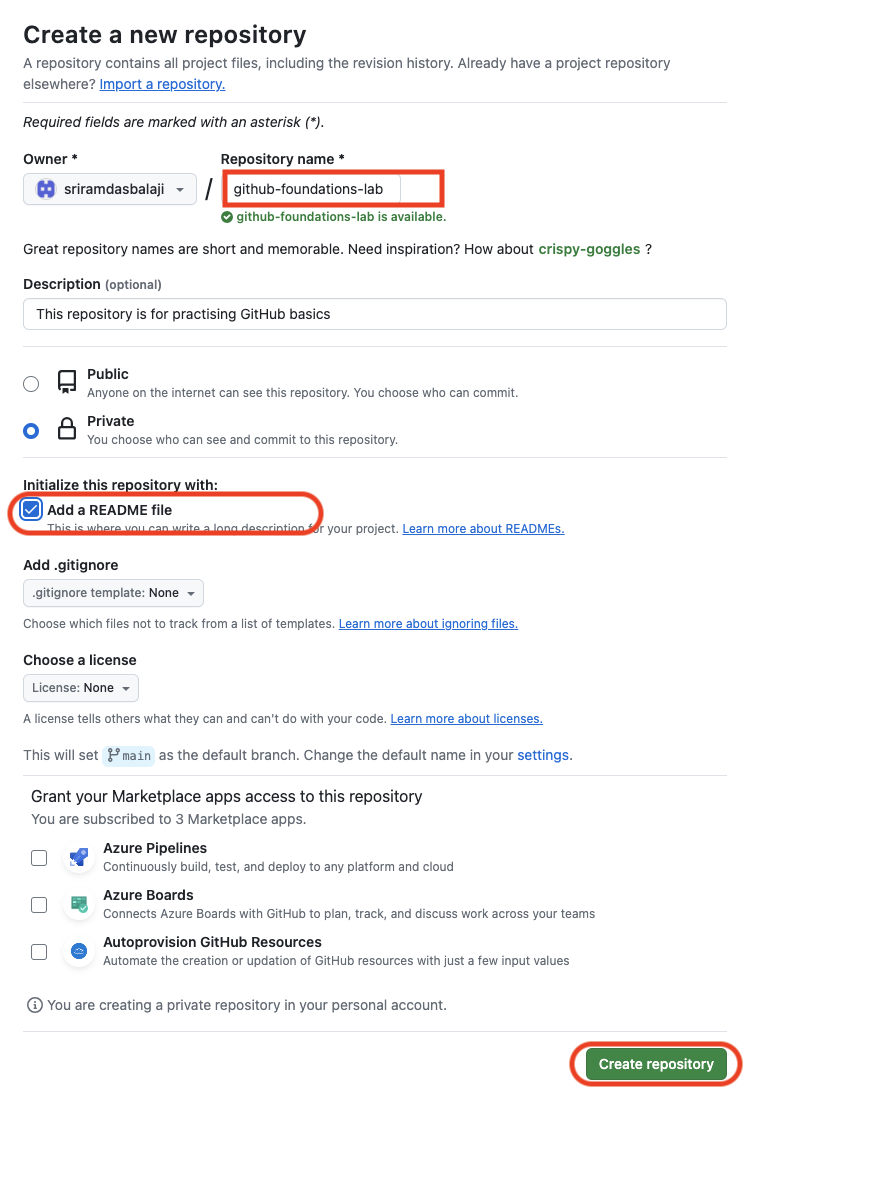 Create a new repository
A repository contains all project files, including the revision history. Already have a project repository
elsewhere? Import a repository.
Required fields are marked with an asterisk (*).
Owner * Repository name *
sriramdasbalaji / github-foundations-lab
github-foundations-lab is available.
Great repository names are short and memorable. Need inspiration? How about crispy-goggles ?
Description (optional)
This repository is for practising GitHub basics
Public
Anyone on the internet can see this repository. You choose who can commit.
Private
You choose who can see and commit to this repository.
Initialize this repository with:
Add a README file
This is where you can write a long description for your project. Learn more about READMEs.
Add .gitignore
.gitignore template: None
Choose which files not to track from a list of templates. Learn more about ignoring files.
Choose a license
License: None
A license tells others what they can and can't do with your code. Learn more about licenses.
This will set main as the default branch. Change the default name in your settings.
Grant your Marketplace apps access to this repository
You are subscribed to 3 Marketplace apps.
Azure Pipelines
Continuously build, test, and deploy to any platform and cloud
Azure Boards
Connects Azure Boards with GitHub to plan, track, and discuss work across your teams
Autoprovision GitHub Resources
Automate the creation or updation of GitHub resources with just a few input values
You are creating a private repository in your personal account.
Create repository